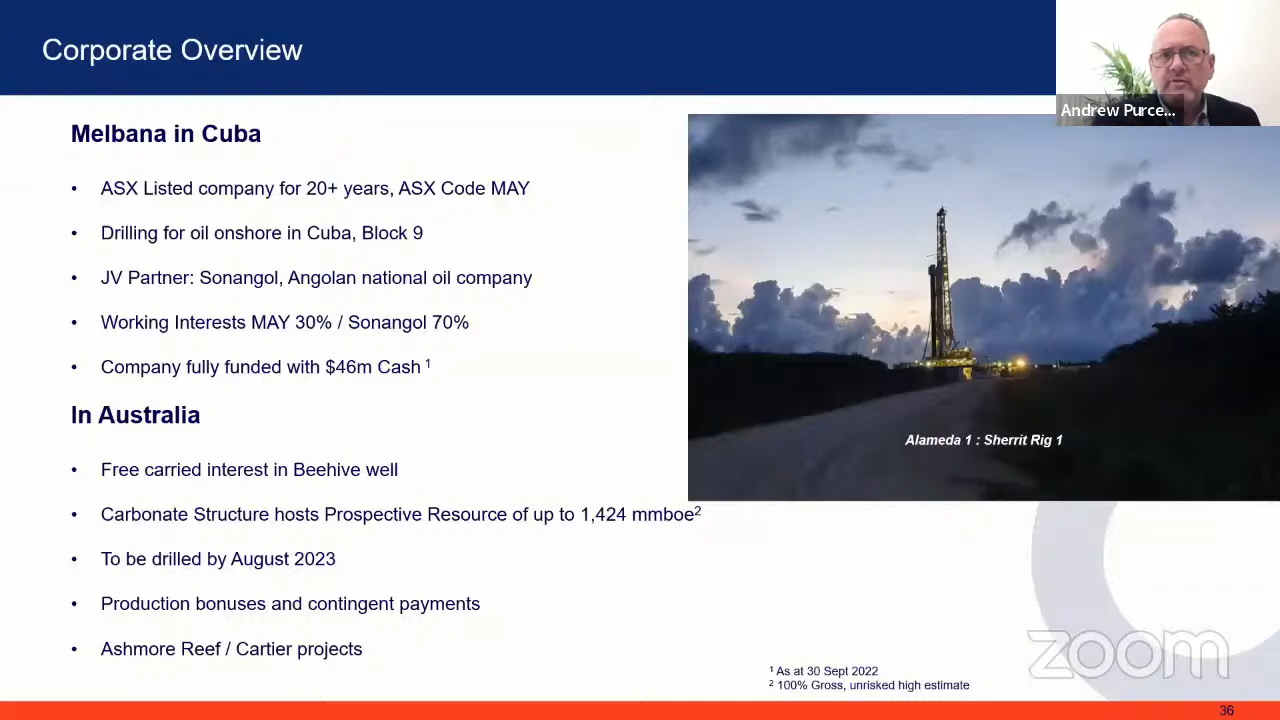 Corporate Overview
Andrew Purce...
Melbana in Cuba
• ASX Listed company for 20+ years, ASX Code MAY
• Drilling for oil onshore in Cuba, Block 9
• JV Partner: Sonangol, Angolan national oil company
• Working Interests MAY 30% / Sonangol 70%
• Company fully funded with $46m Cash 1
In Australia
• Free carried interest in Beehive well
• Carbonate Structure hosts Prospective Resource of up to 1,424 mmboe2
• To be drilled by August 2023
• Production bonuses and contingent payments
• Ashmore Reef / Cartier projects
Alameda 1 : Sherrit Rig 1
1 As at 30 Sept 2022
2 100% Gross, unrisked high estimate
zoom
36